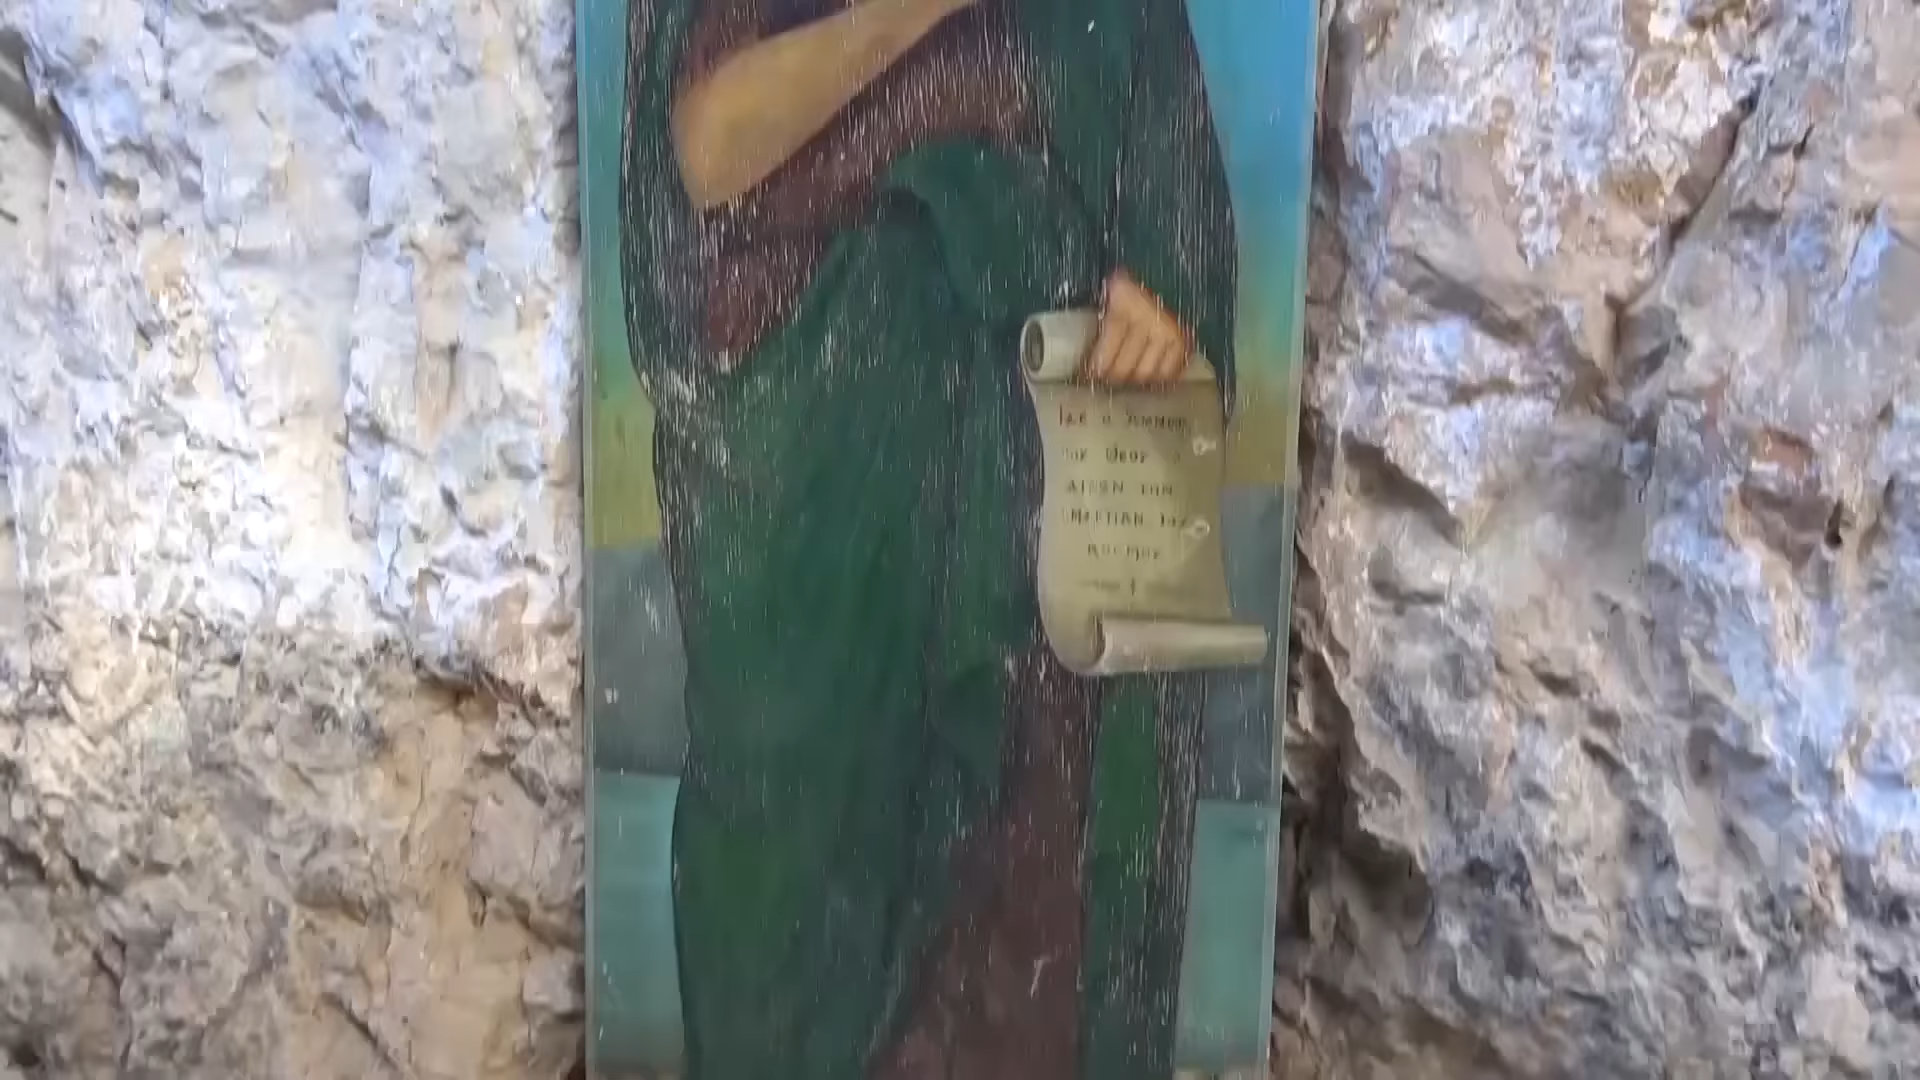 ΙΔΕ Ο ΑΜΝΟΣ
ΤΟΥ ΘΕΟΥ Ο
ΑΙΡΩΝ ΤΗΝ
ΑΜΑΡΤΙΑΝ ΤΟΥ
ΚΟΣΜΟΥ